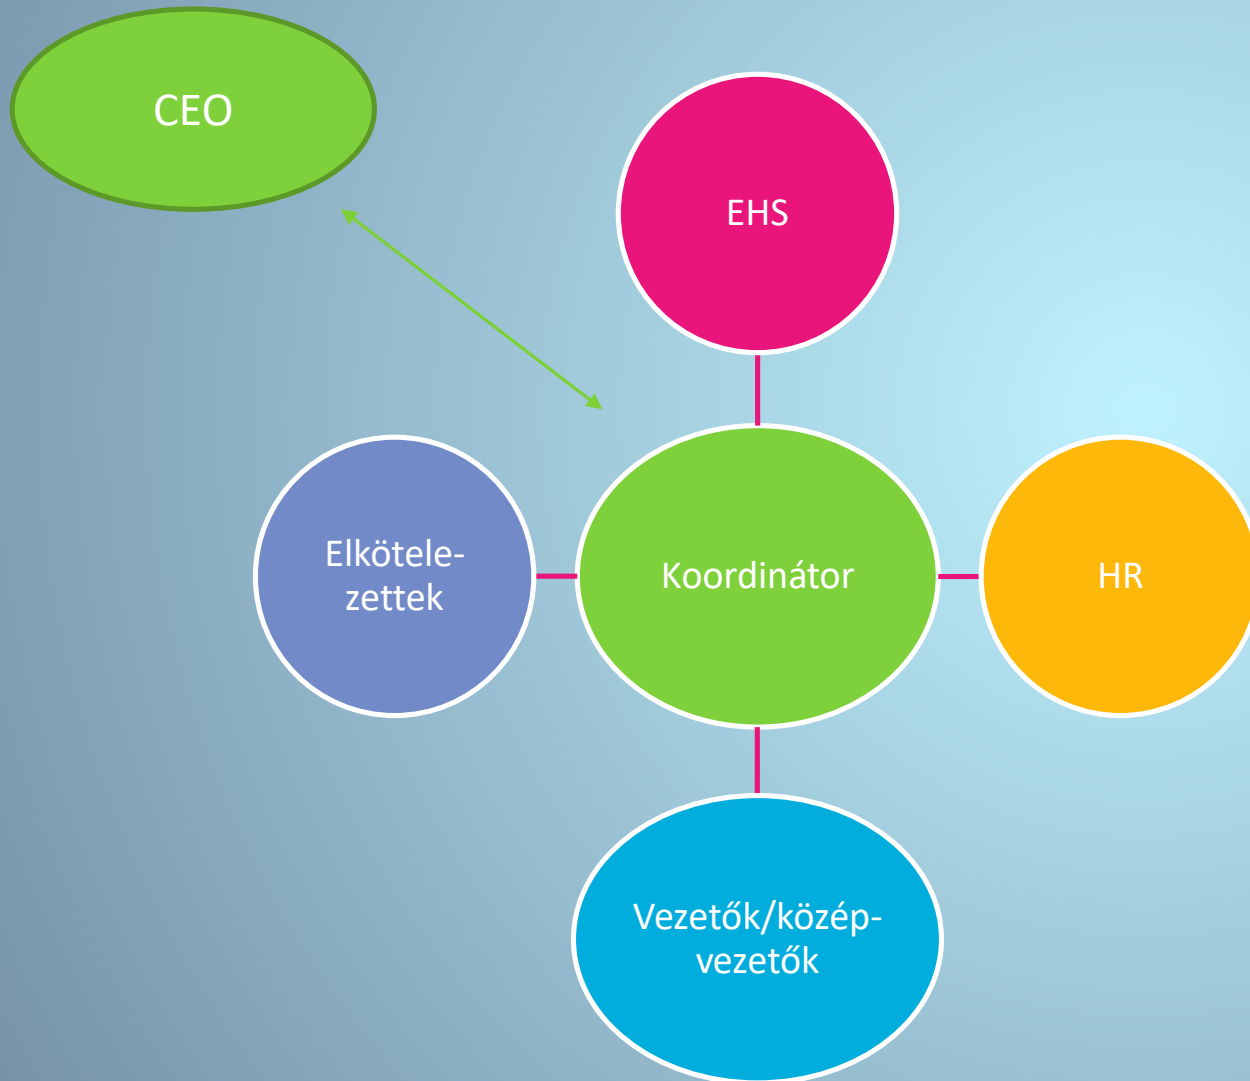 CEO
EHS
Elkötele-
zettek
Koordinátor
HR
Vezetők/közép-
vezetők